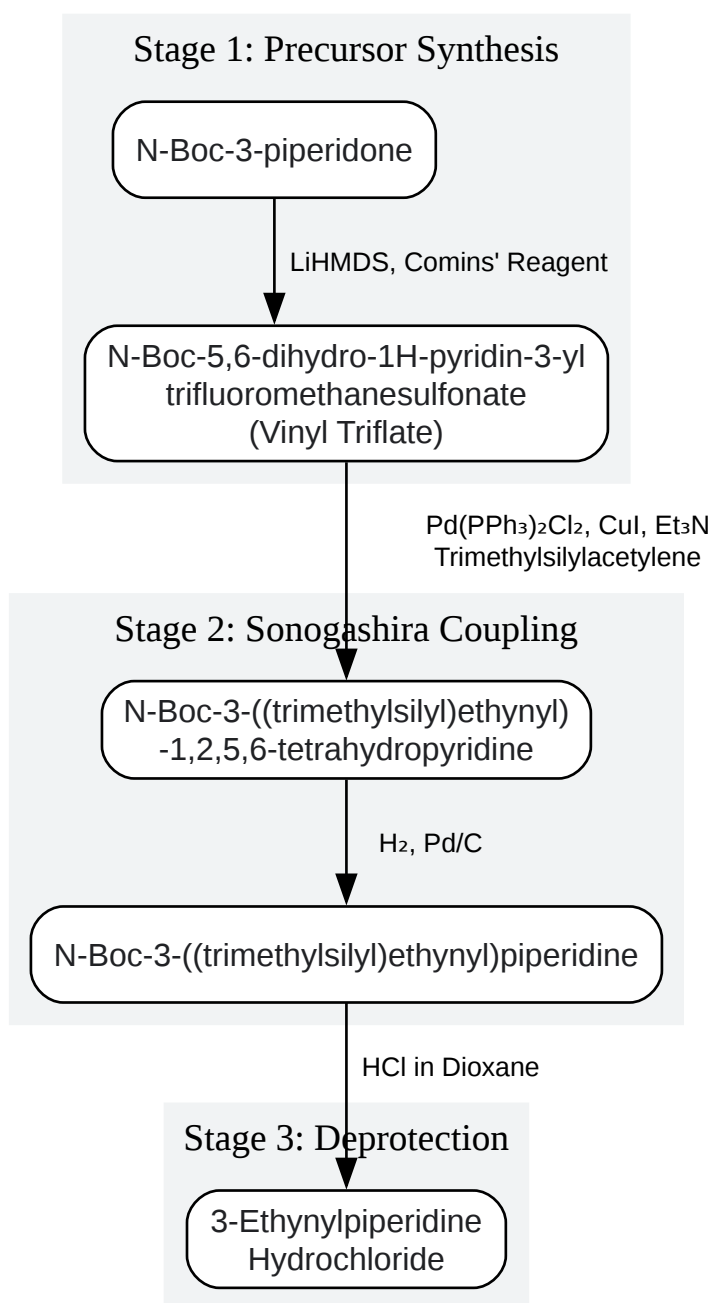 Stage 1: Precursor Synthesis
N-Boc-3-piperidone
LiHMDS, Comins' Reagent
N-Boc-5,6-dihydro-1H-pyridin-3-yl
trifluoromethanesulfonate
(Vinyl Triflate)
Pd(PPh₃)₂Cl₂, CuI, Et₃N
Trimethylsilylacetylene
Stage 2: Sonogashira Coupling
N-Boc-3-((trimethylsilyl)ethynyl)
-1,2,5,6-tetrahydropyridine
H₂, Pd/C
N-Boc-3-((trimethylsilyl)ethynyl)piperidine
HCl in Dioxane
Stage 3: Deprotection
3-Ethynylpiperidine
Hydrochloride